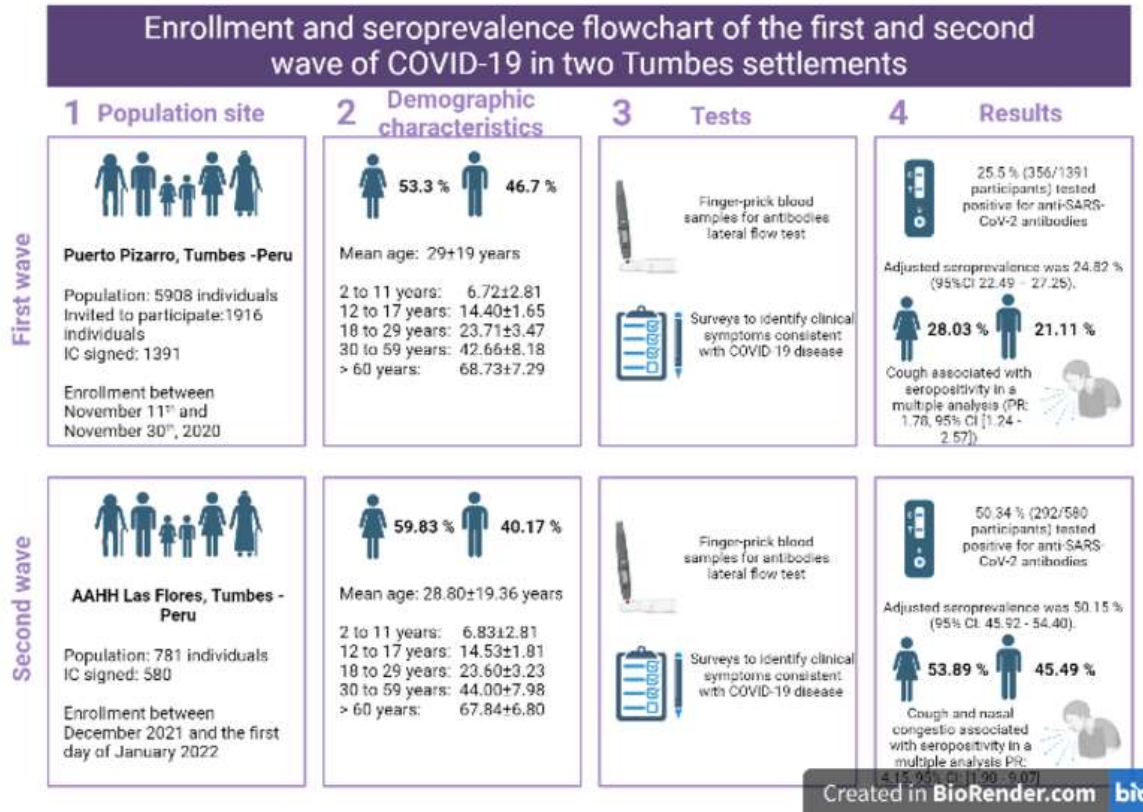 Enrollment and seroprevalence flowchart of the first and second
wave of COVID-19 in two Tumbes settlements
1 Population site
2 Demographic
characteristics
3 Tests
4 Results
First wave
Puerto Pizarro, Tumbes -Peru
Population: 5908 individuals
Invited to participate:1916
individuals
IC signed: 1391
Enrollment between
November 11th and
November 30th, 2020
53.3 % 46.7 %
Mean age: 29±19 years
2 to 11 years: 6.72±2.81
12 to 17 years: 14.40±1.65
18 to 29 years: 23.71±3.47
30 to 59 years: 42.66±8.18
> 60 years: 68.73±7.29
Finger-prick blood
samples for antibodies
lateral flow test
Surveys to identify clinical
symptoms consistent
with COVID-19 disease
25.5 % (356/1391
participants) tested
positive for anti-SARS-
CoV-2 antibodies
Adjusted seroprevalence was 24.82 %
(95%CI 22.49 - 27.25).
28.03 % 21.11 %
Cough associated with
seropositivity in a
multiple analysis (PR:
1.78, 95% CI [1.24 -
2.57])
Second wave
AAHH Las Flores, Tumbes -
Peru
Population: 781 individuals
IC signed: 580
Enrollment between
December 2021 and the first
day of January 2022
59.83 % 40.17 %
Mean age: 28.80±19.36 years
2 to 11 years: 6.83±2.81
12 to 17 years: 14.53±1.81
18 to 29 years: 23.60±3.23
30 to 59 years: 44.00±7.98
> 60 years: 67.84±6.80
Finger-prick blood
samples for antibodies
lateral flow test
Surveys to identify clinical
symptoms consistent
with COVID-19 disease
50.34 % (292/580
participants) tested
positive for anti-SARS-
CoV-2 antibodies
Adjusted seroprevalence was 50.15 %
(95% CI: 45.92 - 54.40).
53.89 % 45.49 %
Cough and nasal
congestio associated
with seropositivity in a
multiple analysis PR:
4.15, 95% CI: [1.90 - 9.07]
Created in BioRender.com bio